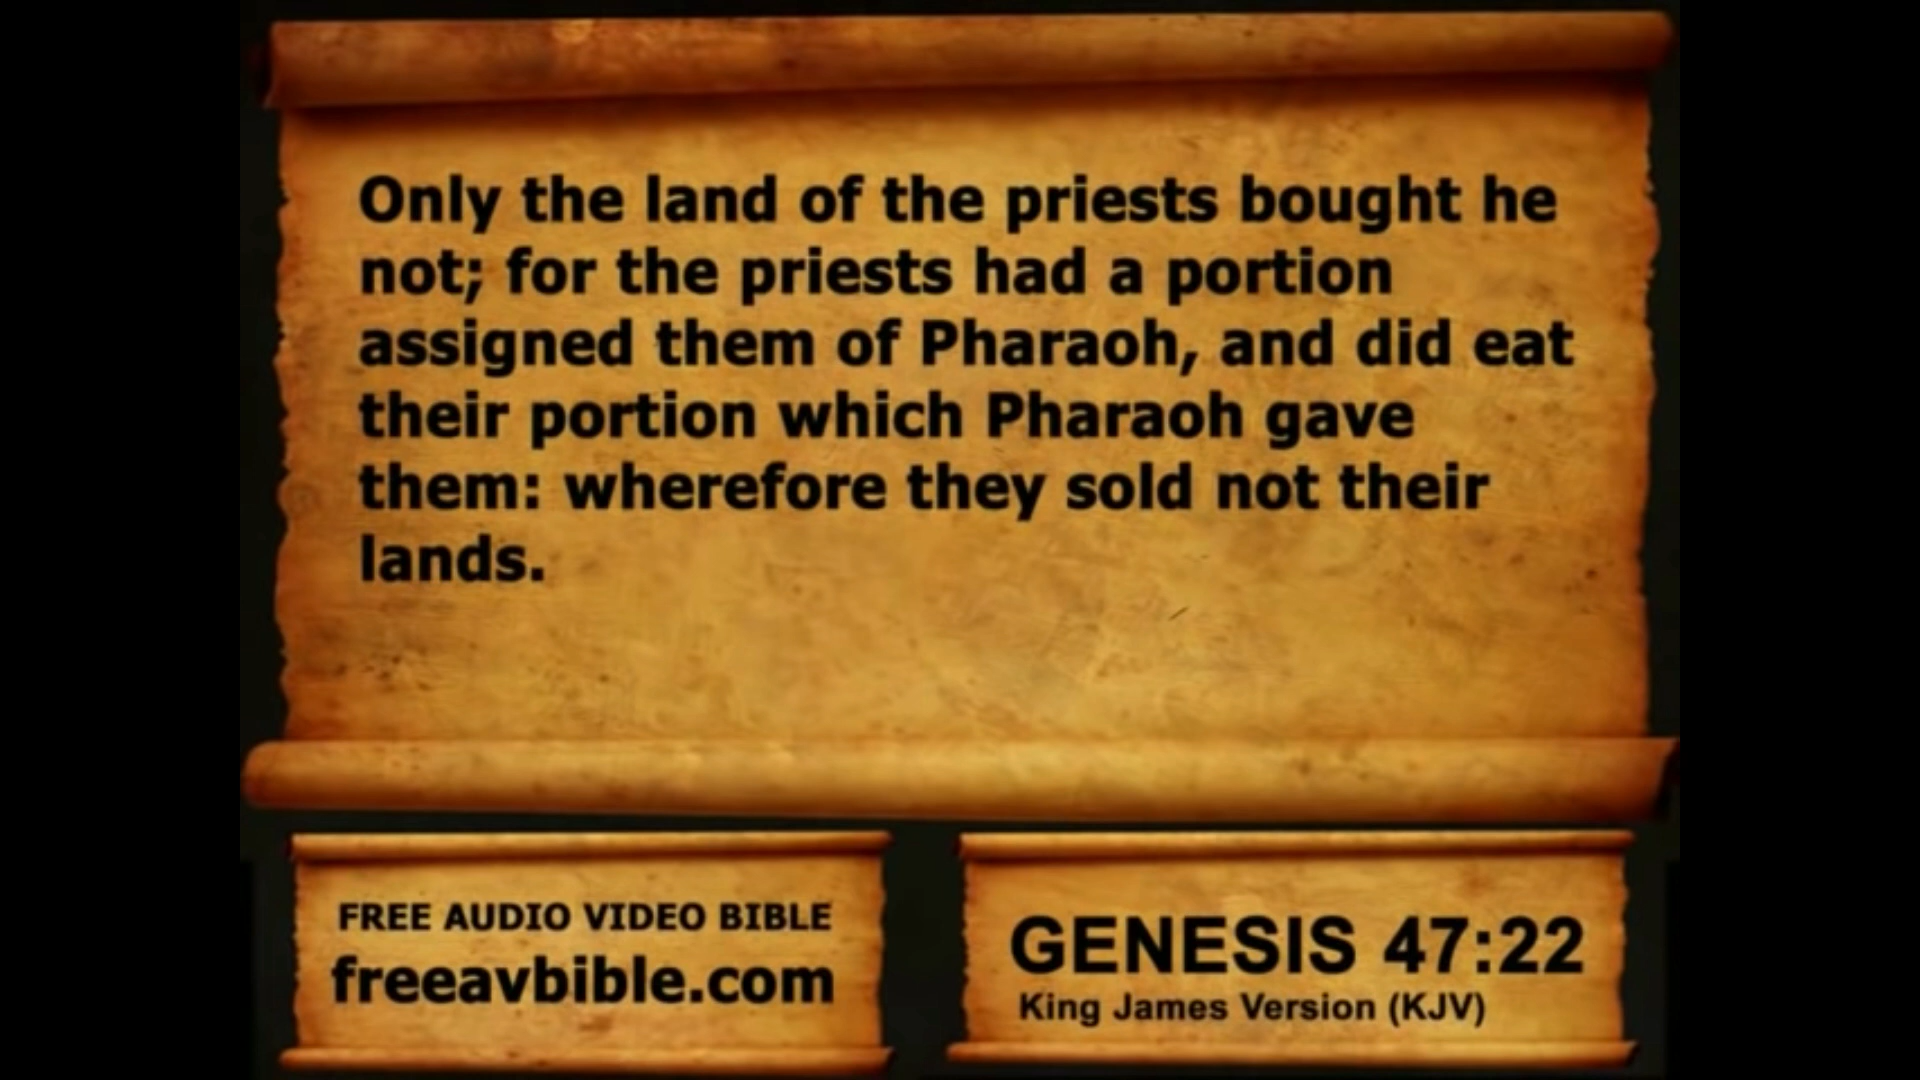 Only the land of the priests bought he
not; for the priests had a portion
assigned them of Pharaoh, and did eat
their portion which Pharaoh gave
them: wherefore they sold not their
lands.
FREE AUDIO VIDEO BIBLE
freeavbible.com
GENESIS 47:22
King James Version (KJV)